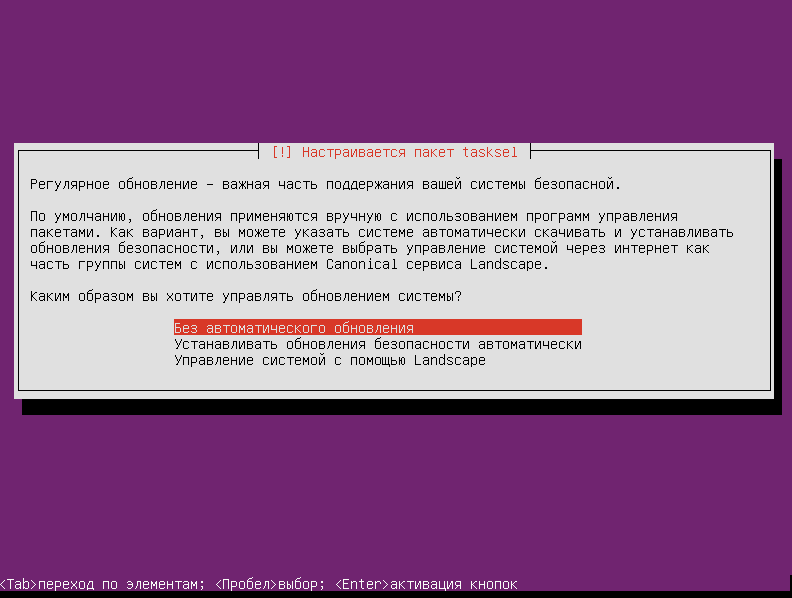 [!] Настраивается пакет tasksel
Регулярное обновление – важная часть поддержания вашей системы безопасной.
По умолчанию, обновления применяются вручную с использованием программ управления
пакетами. Как вариант, вы можете указать системе автоматически скачивать и устанавливать
обновления безопасности, или вы можете выбрать управление системой через интернет как
часть группы систем с использованием Canonical сервиса Landscape.
Каким образом вы хотите управлять обновлением системы?
Без автоматического обновления
Устанавливать обновления безопасности автоматически
Управление системой с помощью Landscape
<Tab>переход по элементам; <Пробел>выбор; <Enter>активация кнопок